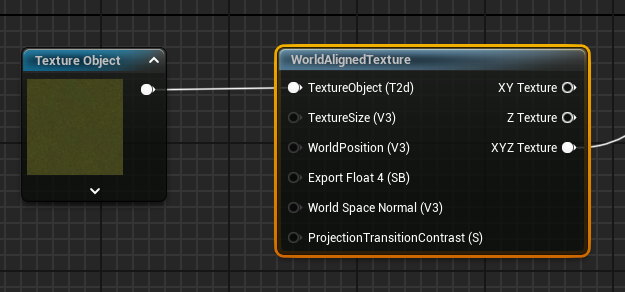 Texture Object
WorldAlignedTexture
TextureObject (T2d)
XY Texture
TextureSize (V3)
Z Texture
WorldPosition (V3)
XYZ Texture
Export Float 4 (SB)
World Space Normal (V3)
ProjectionTransitionContrast (S)